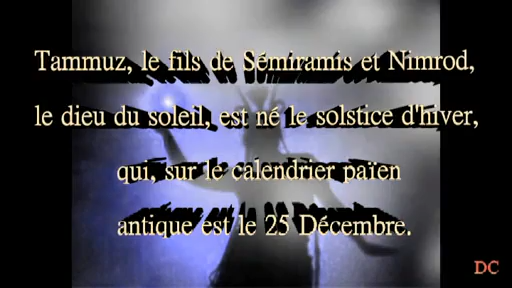 Tammuz, le fils de Sémiramis et Nimrod,
le dieu du soleil, est né le solstice d'hiver,
qui, sur le calendrier païen
antique est le 25 Décembre.
DC